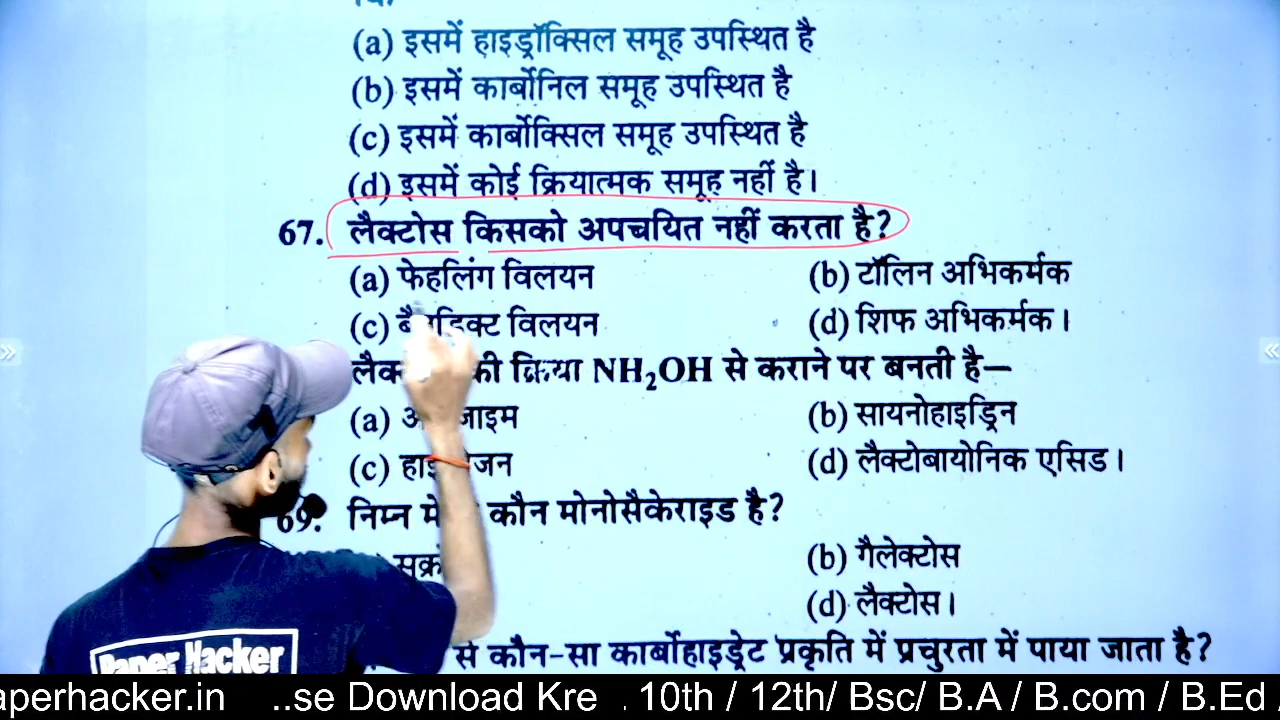 (a) इसमें हाइड्रॉक्सिल समूह उपस्थित है
(b) इसमें कार्बोनिल समूह उपस्थित है
(c) इसमें कार्बोक्सिल समूह उपस्थित है
(d) इसमें कोई क्रियात्मक समूह नहीं है।
67. लैक्टोस किसको अपचयित नहीं करता है?
(a) फेहलिंग विलयन (b) टॉलिन अभिकर्मक
(c) विलयन (d) शिफ अभिकर्मक।
की क्रिया NH₂OH से कराने पर बनती है—
(a) (b) सायनोहाइड्रिन
(c) (d) लैक्टोबायोनिक एसिड।
69. निम्न में कौन मोनोसैकेराइड है?
(b) गैलेक्टोस
(d) लैक्टोस।
से कौन-सा कार्बोहाइड्रेट प्रकृति में प्रचुरता में पाया जाता है?
Paper Hacker
aperhacker.in ..se Download Kre . 10th / 12th/ Bsc/ B.A / B.com / B.Ed